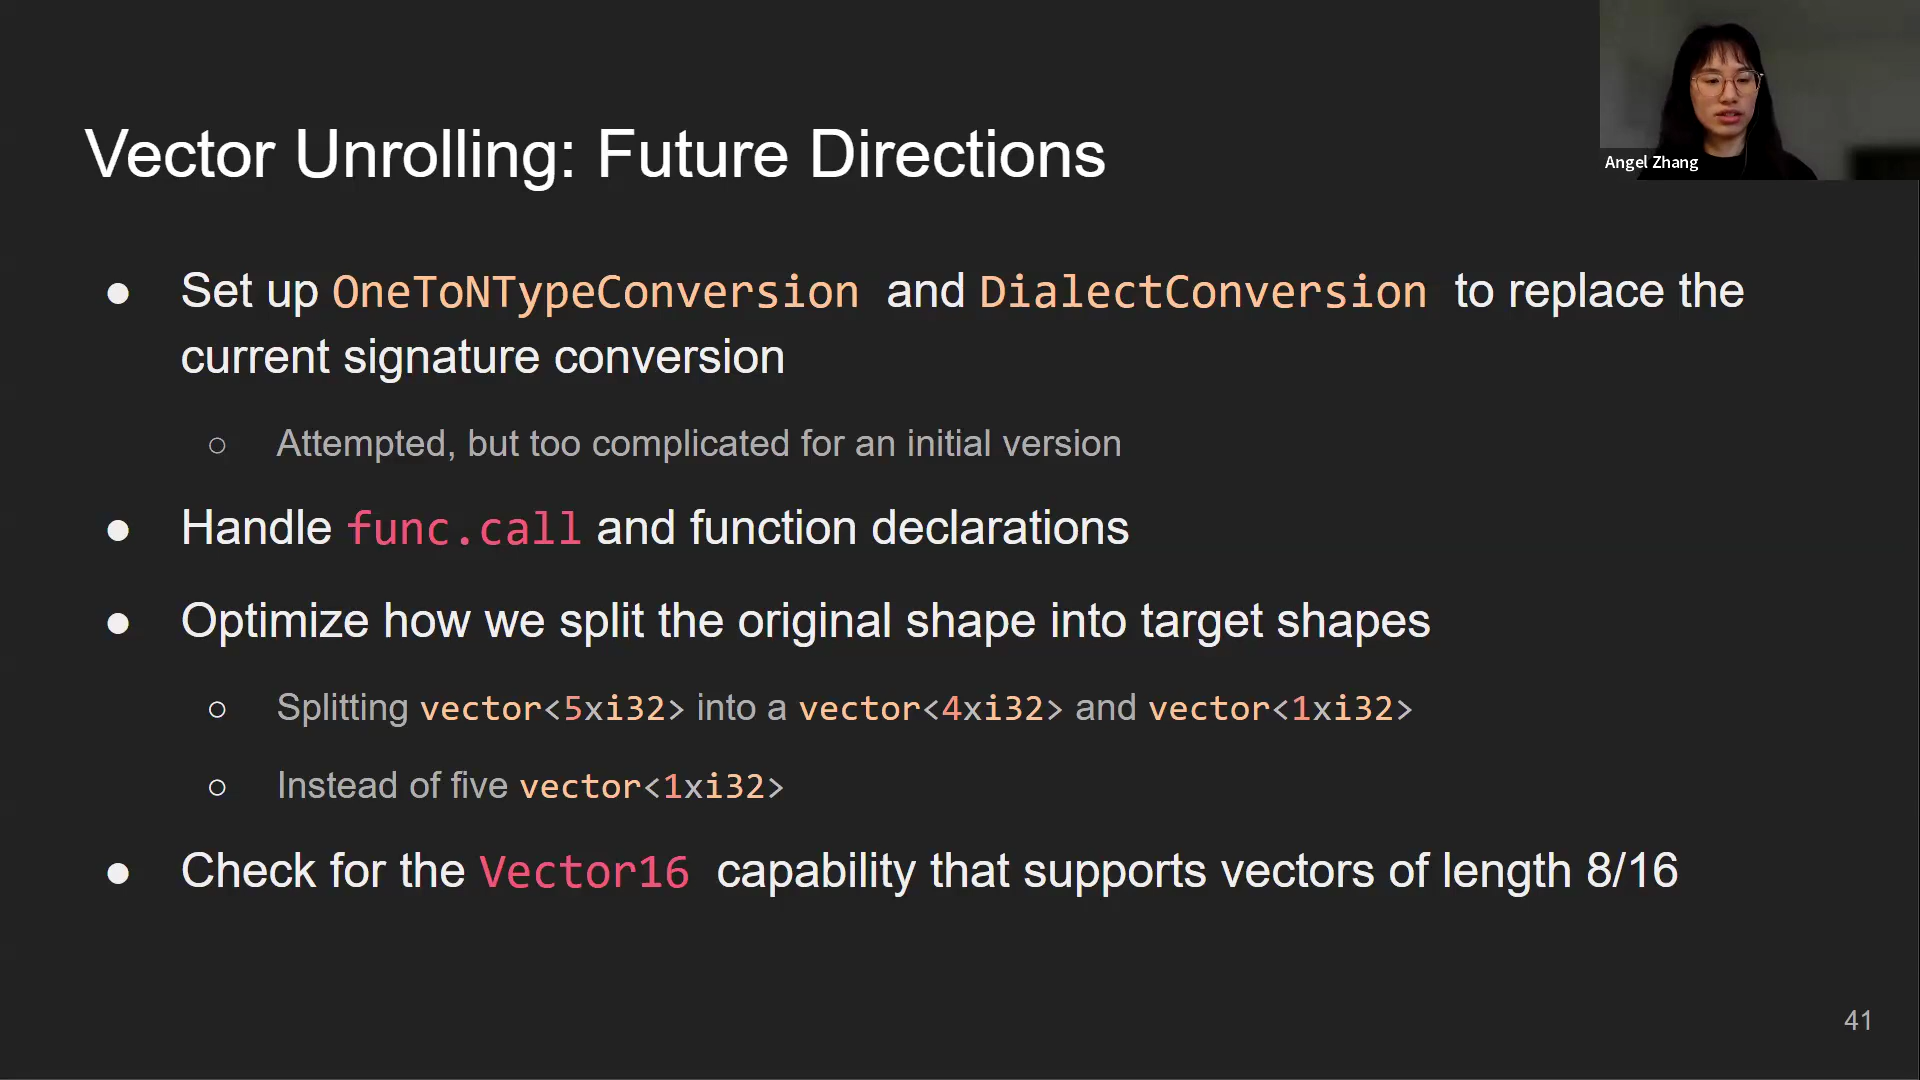 Angel Zhang
Vector Unrolling: Future Directions
● Set up OneToNTypeConversion and DialectConversion to replace the
current signature conversion
○ Attempted, but too complicated for an initial version
● Handle func.call and function declarations
● Optimize how we split the original shape into target shapes
○ Splitting vector<5xi32> into a vector<4xi32> and vector<1xi32>
○ Instead of five vector<1xi32>
● Check for the Vector16 capability that supports vectors of length 8/16
41